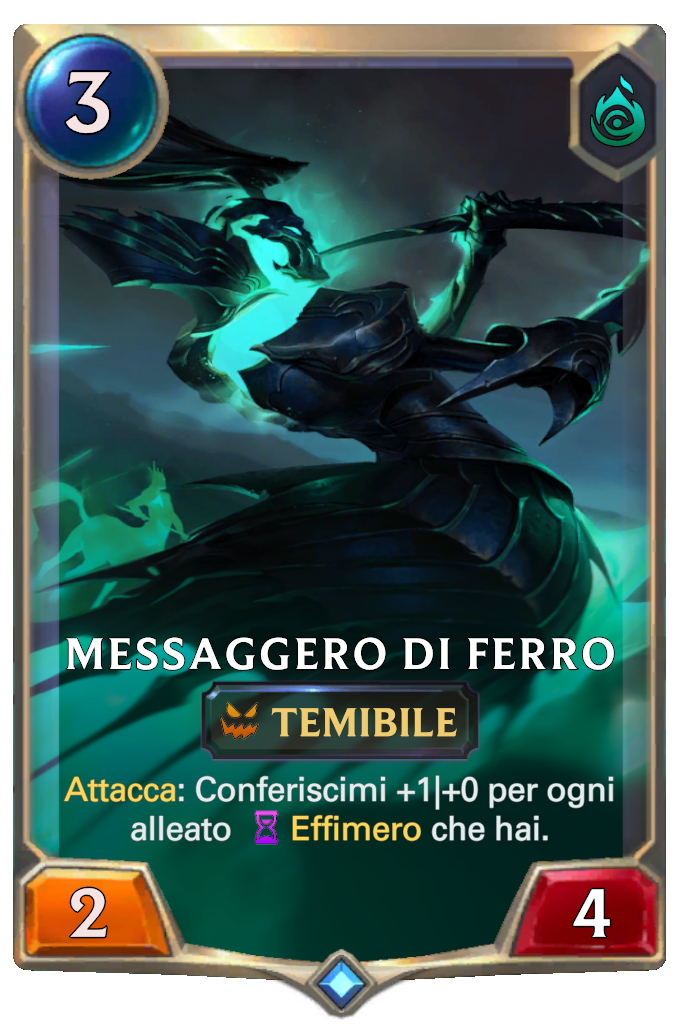 3
MESSAGGERO DI FERRO
TEMIBILE
Attacca: Conferiscimi +1|+0 per ogni
alleato Effimero che hai.
2 4